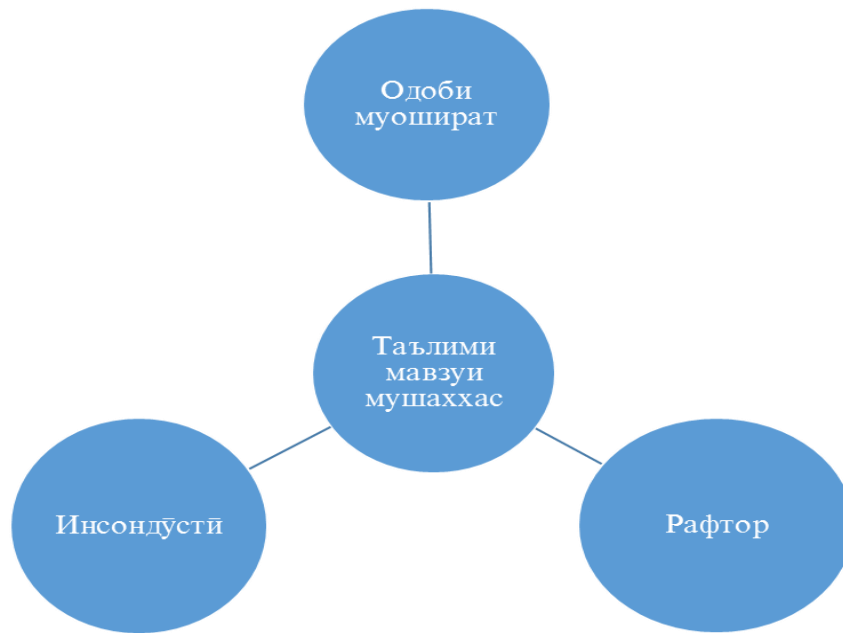 Одоби
муошират
Таълими
мавзуи
мушаххас
Инсондӯстӣ
Рафтор